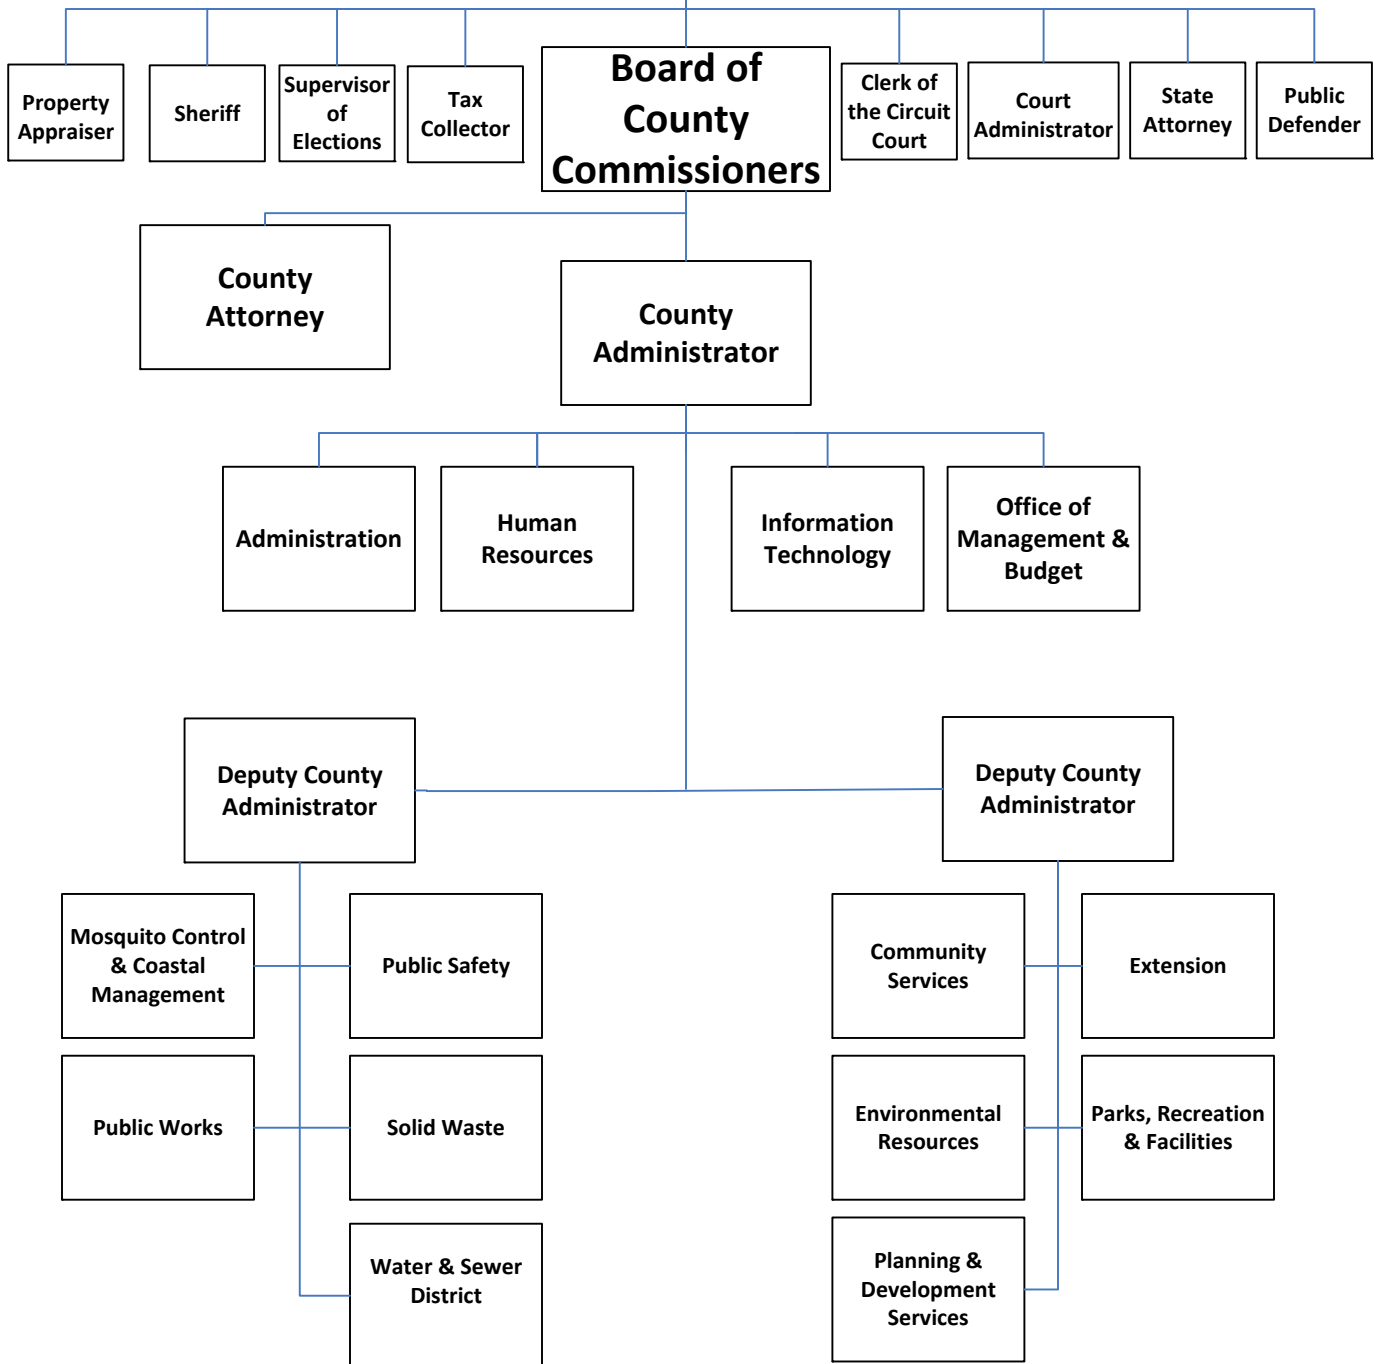 Property
Appraiser
Sheriff
Supervisor
of
Elections
Tax
Collector
Board of
County
Commissioners
Clerk of
the Circuit
Court
Court
Administrator
State
Attorney
Public
Defender
County
Attorney
County
Administrator
Administration
Human
Resources
Information
Technology
Office of
Management &
Budget
Deputy County
Administrator
Deputy County
Administrator
Mosquito Control
& Coastal
Management
Public Safety
Community
Services
Extension
Public Works
Solid Waste
Environmental
Resources
Parks, Recreation
& Facilities
Water & Sewer
District
Planning &
Development
Services